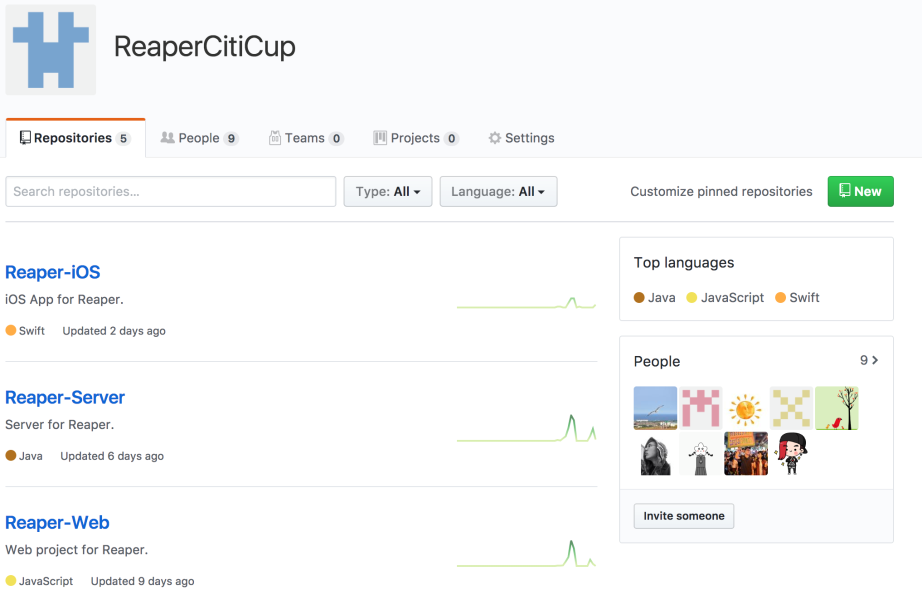 ReaperCitiCup
Repositories 5 People 9 Teams 0 Projects 0 Settings
Search repositories... Type: All Language: All Customize pinned repositories New
Reaper-iOS
iOS App for Reaper.
Swift Updated 2 days ago
Reaper-Server
Server for Reaper.
Java Updated 6 days ago
Reaper-Web
Web project for Reaper.
JavaScript Updated 9 days ago
Top languages
Java JavaScript Swift
People 9
Invite someone